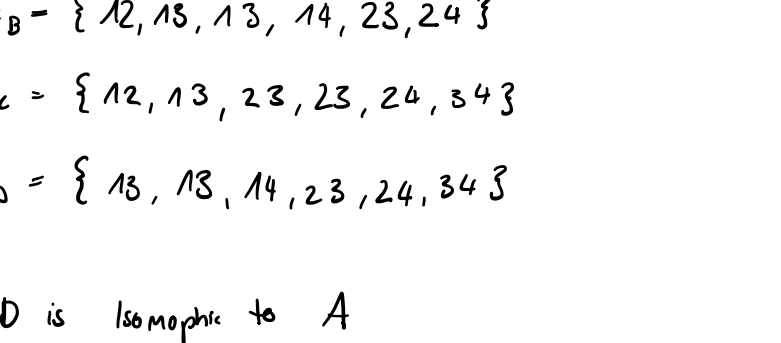 B = { 12, 13, 13, 14, 23, 24 }
= { 12, 13, 23, 23, 24, 34 }
= { 13, 13, 14, 23, 24, 34 }
D is Isomophic to A